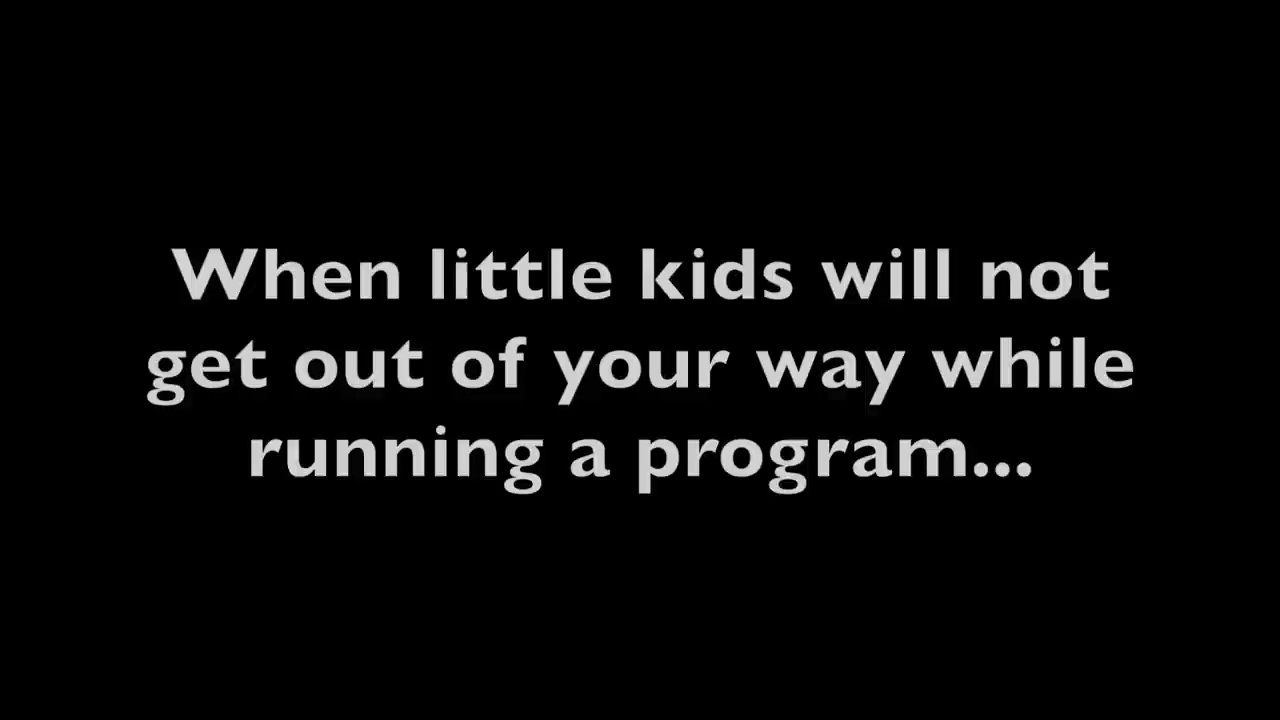 When little kids will not
get out of your way while
running a program...